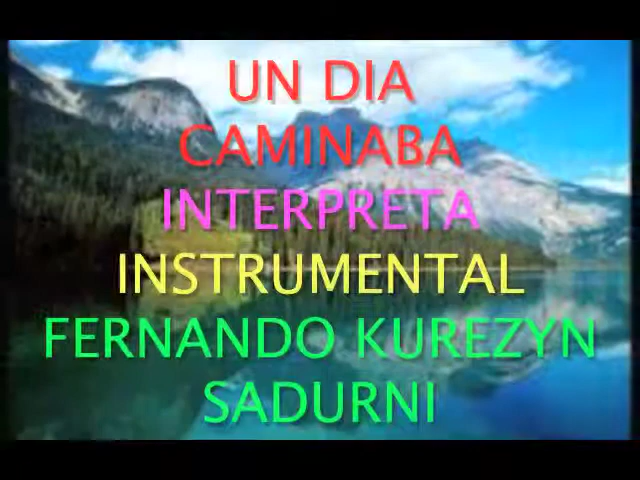 UN DIA
CAMINABA
INTERPRETA
INSTRUMENTAL
FERNANDO KUREZYN
SADURNI